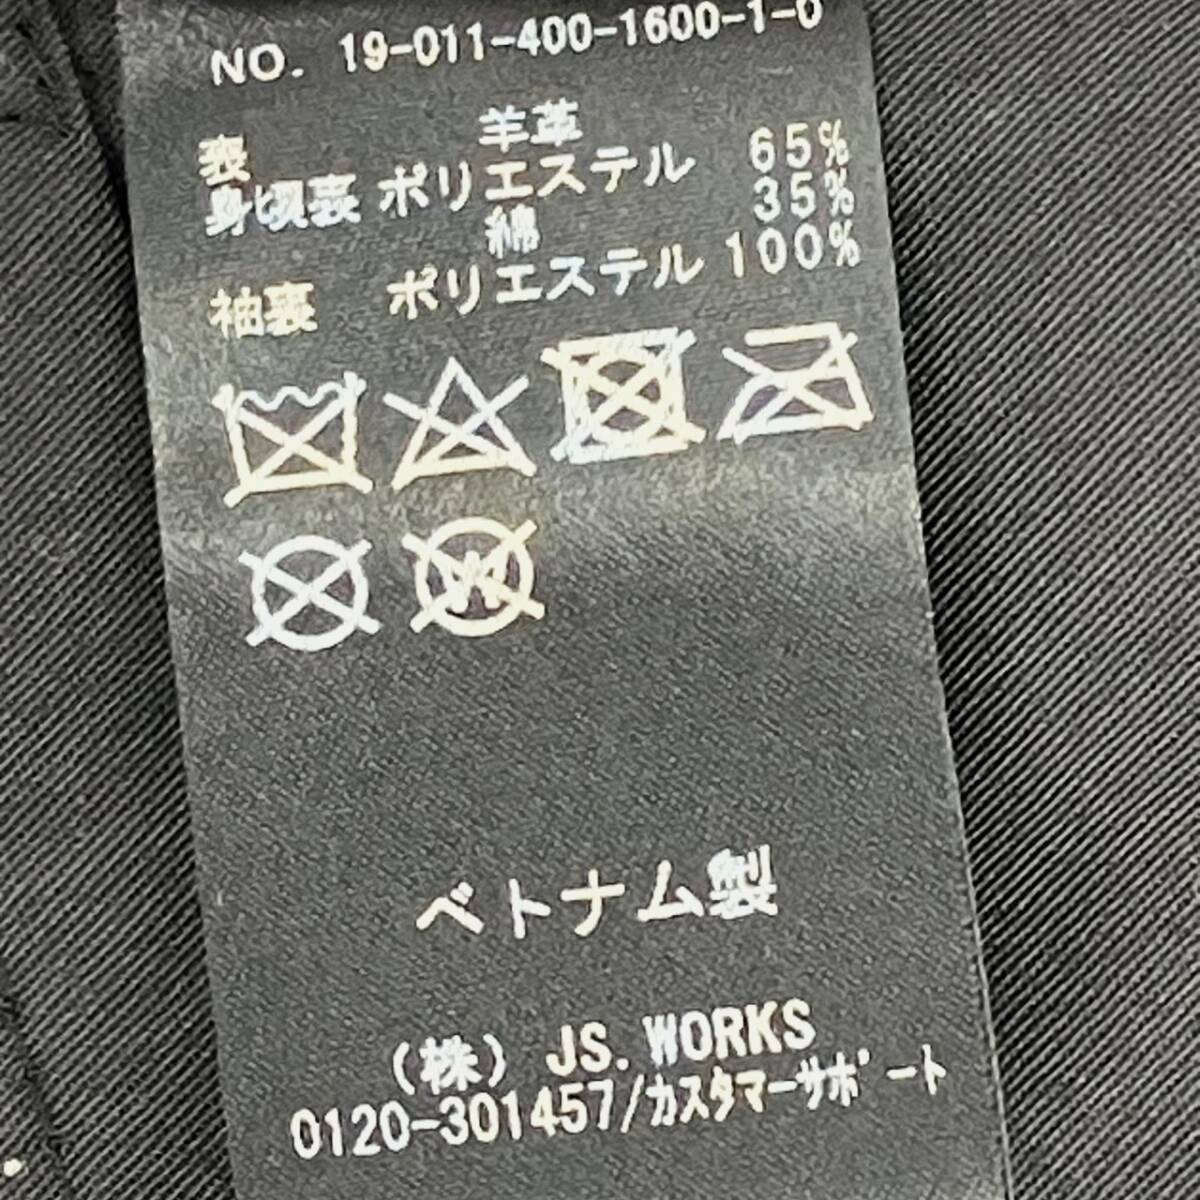 NO. 19-011-400-1600-1-0
表 羊革
身頃裏 ポリエステル 65%
綿 35%
袖裏 ポリエステル 100%
ベトナム製
(株) JS. WORKS
0120-301457/カスタマーサポート